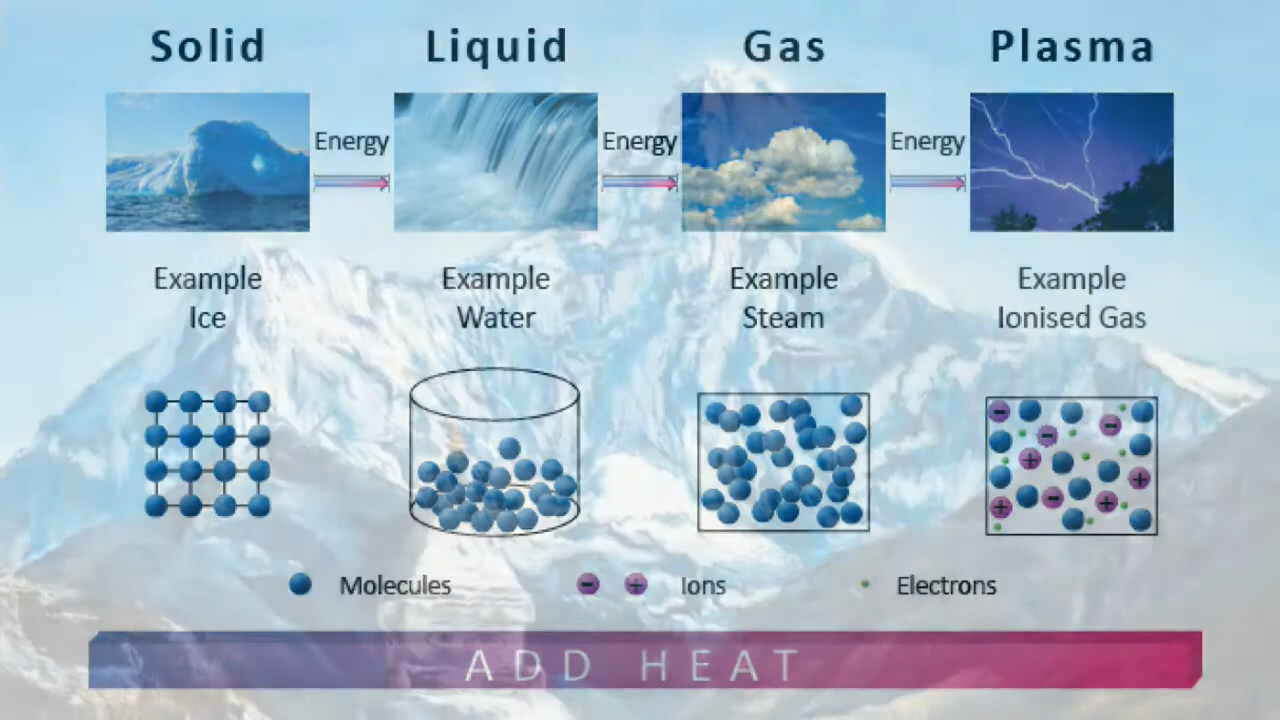 Solid Liquid Gas Plasma
Energy Energy Energy
Example Example Example Example
Ice Water Steam Ionised Gas
Molecules Ions Electrons
ADD HEAT